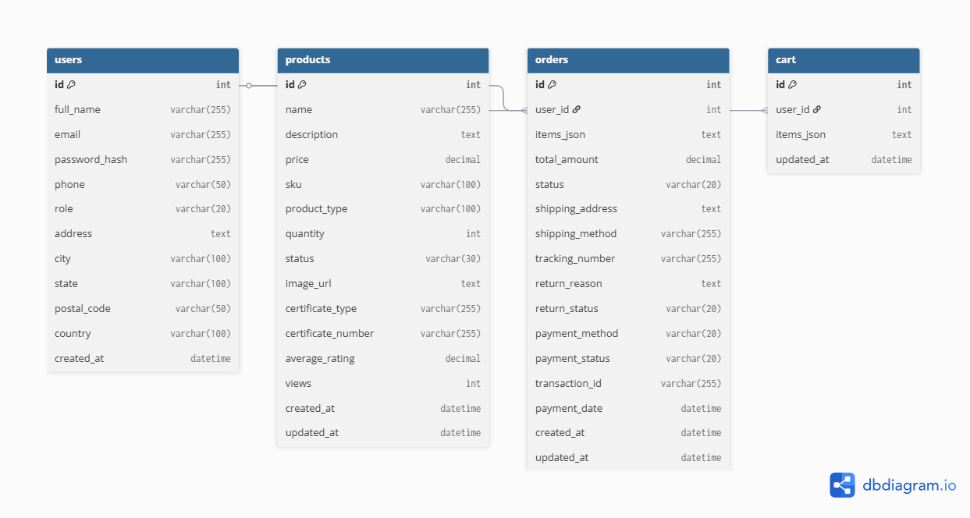 users
id int
full_name varchar(255)
email varchar(255)
password_hash varchar(255)
phone varchar(50)
role varchar(20)
address text
city varchar(100)
state varchar(100)
postal_code varchar(50)
country varchar(100)
created_at datetime
products
id int
name varchar(255)
description text
price decimal
sku varchar(100)
product_type varchar(100)
quantity int
status varchar(30)
image_url text
certificate_type varchar(255)
certificate_number varchar(255)
average_rating decimal
views int
created_at datetime
updated_at datetime
orders
id int
user_id int
items_json text
total_amount decimal
status varchar(20)
shipping_address text
shipping_method varchar(255)
tracking_number varchar(255)
return_reason text
return_status varchar(20)
payment_method varchar(20)
payment_status varchar(20)
transaction_id varchar(255)
payment_date datetime
created_at datetime
updated_at datetime
cart
id int
user_id int
items_json text
updated_at datetime
dbdiagram.io